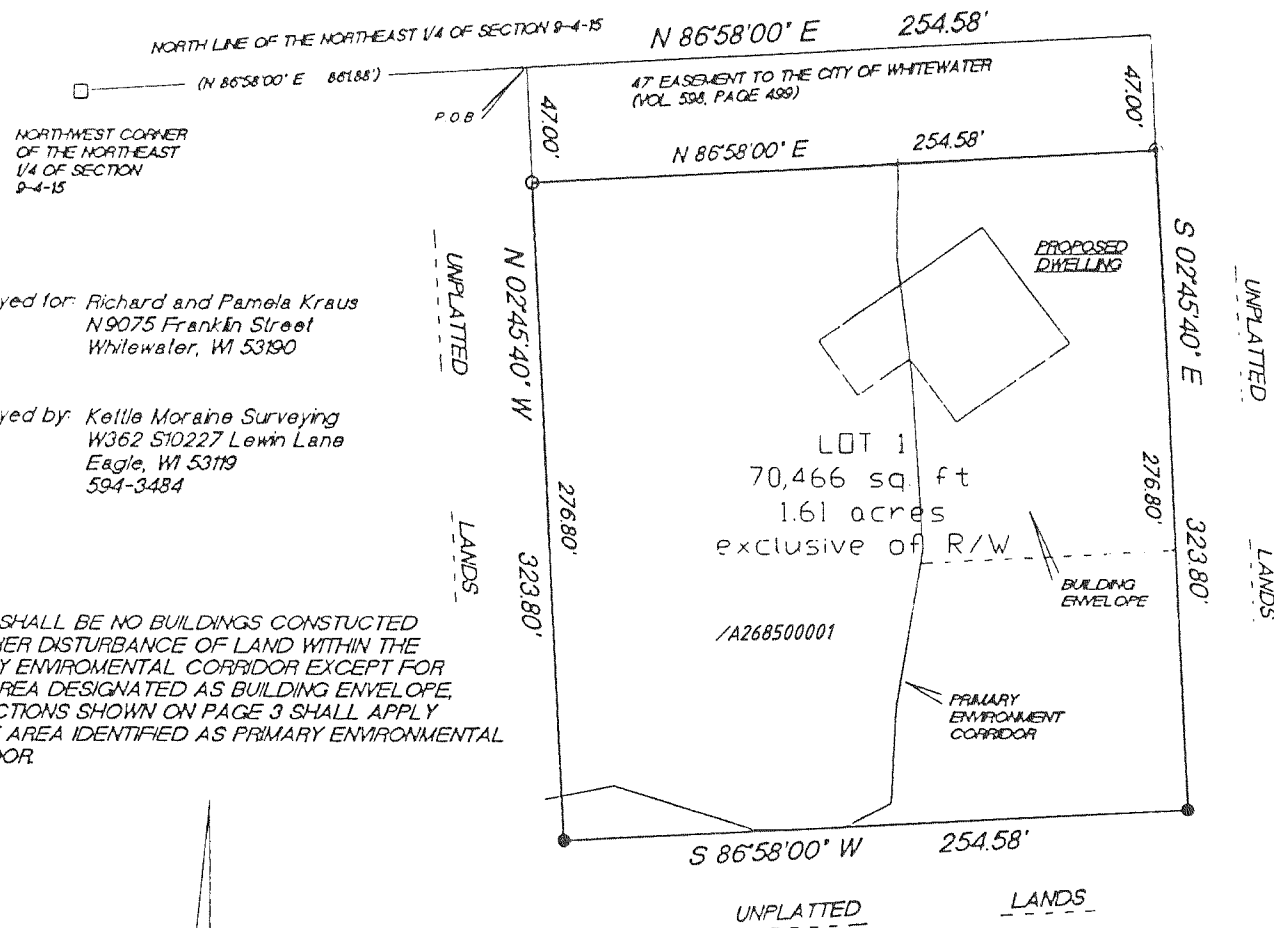 NORTH LINE OF THE NORTHEAST 1/4 OF SECTION 9-4-15
N 86°58'00" E 254.58'
(N 86°58'00" E 861.88')
47' EASEMENT TO THE CITY OF WHITEWATER
(VOL. 598, PAGE 499)
P.O.B
47.00'
47.00'
NORTHWEST CORNER
OF THE NORTHEAST
1/4 OF SECTION
9-4-15
N 86°58'00" E 254.58'
PROPOSED
DWELLING
UNPLATTED
N 02°45'40" W
S 02°45'40" E
UNPLATTED
yed for: Richard and Pamela Kraus
N9075 Franklin Street
Whitewater, WI 53190
yed by: Kettle Moraine Surveying
W362 S10227 Lewin Lane
Eagle, WI 53119
594-3484
LOT 1
70,466 sq. ft
1.61 acres
exclusive of R/W
276.80'
276.80'
LANDS
323.80'
323.80'
LANDS
BUILDING
ENVELOPE
/A268500001
SHALL BE NO BUILDINGS CONSTUCTED
HER DISTURBANCE OF LAND WITHIN THE
Y ENVIROMENTAL CORRIDOR EXCEPT FOR
REA DESIGNATED AS BUILDING ENVELOPE,
CTIONS SHOWN ON PAGE 3 SHALL APPLY
E AREA IDENTIFIED AS PRIMARY ENVIRONMENTAL
OR.
PRIMARY
ENVIRONMENT
CORRIDOR
S 86°58'00" W 254.58'
UNPLATTED LANDS